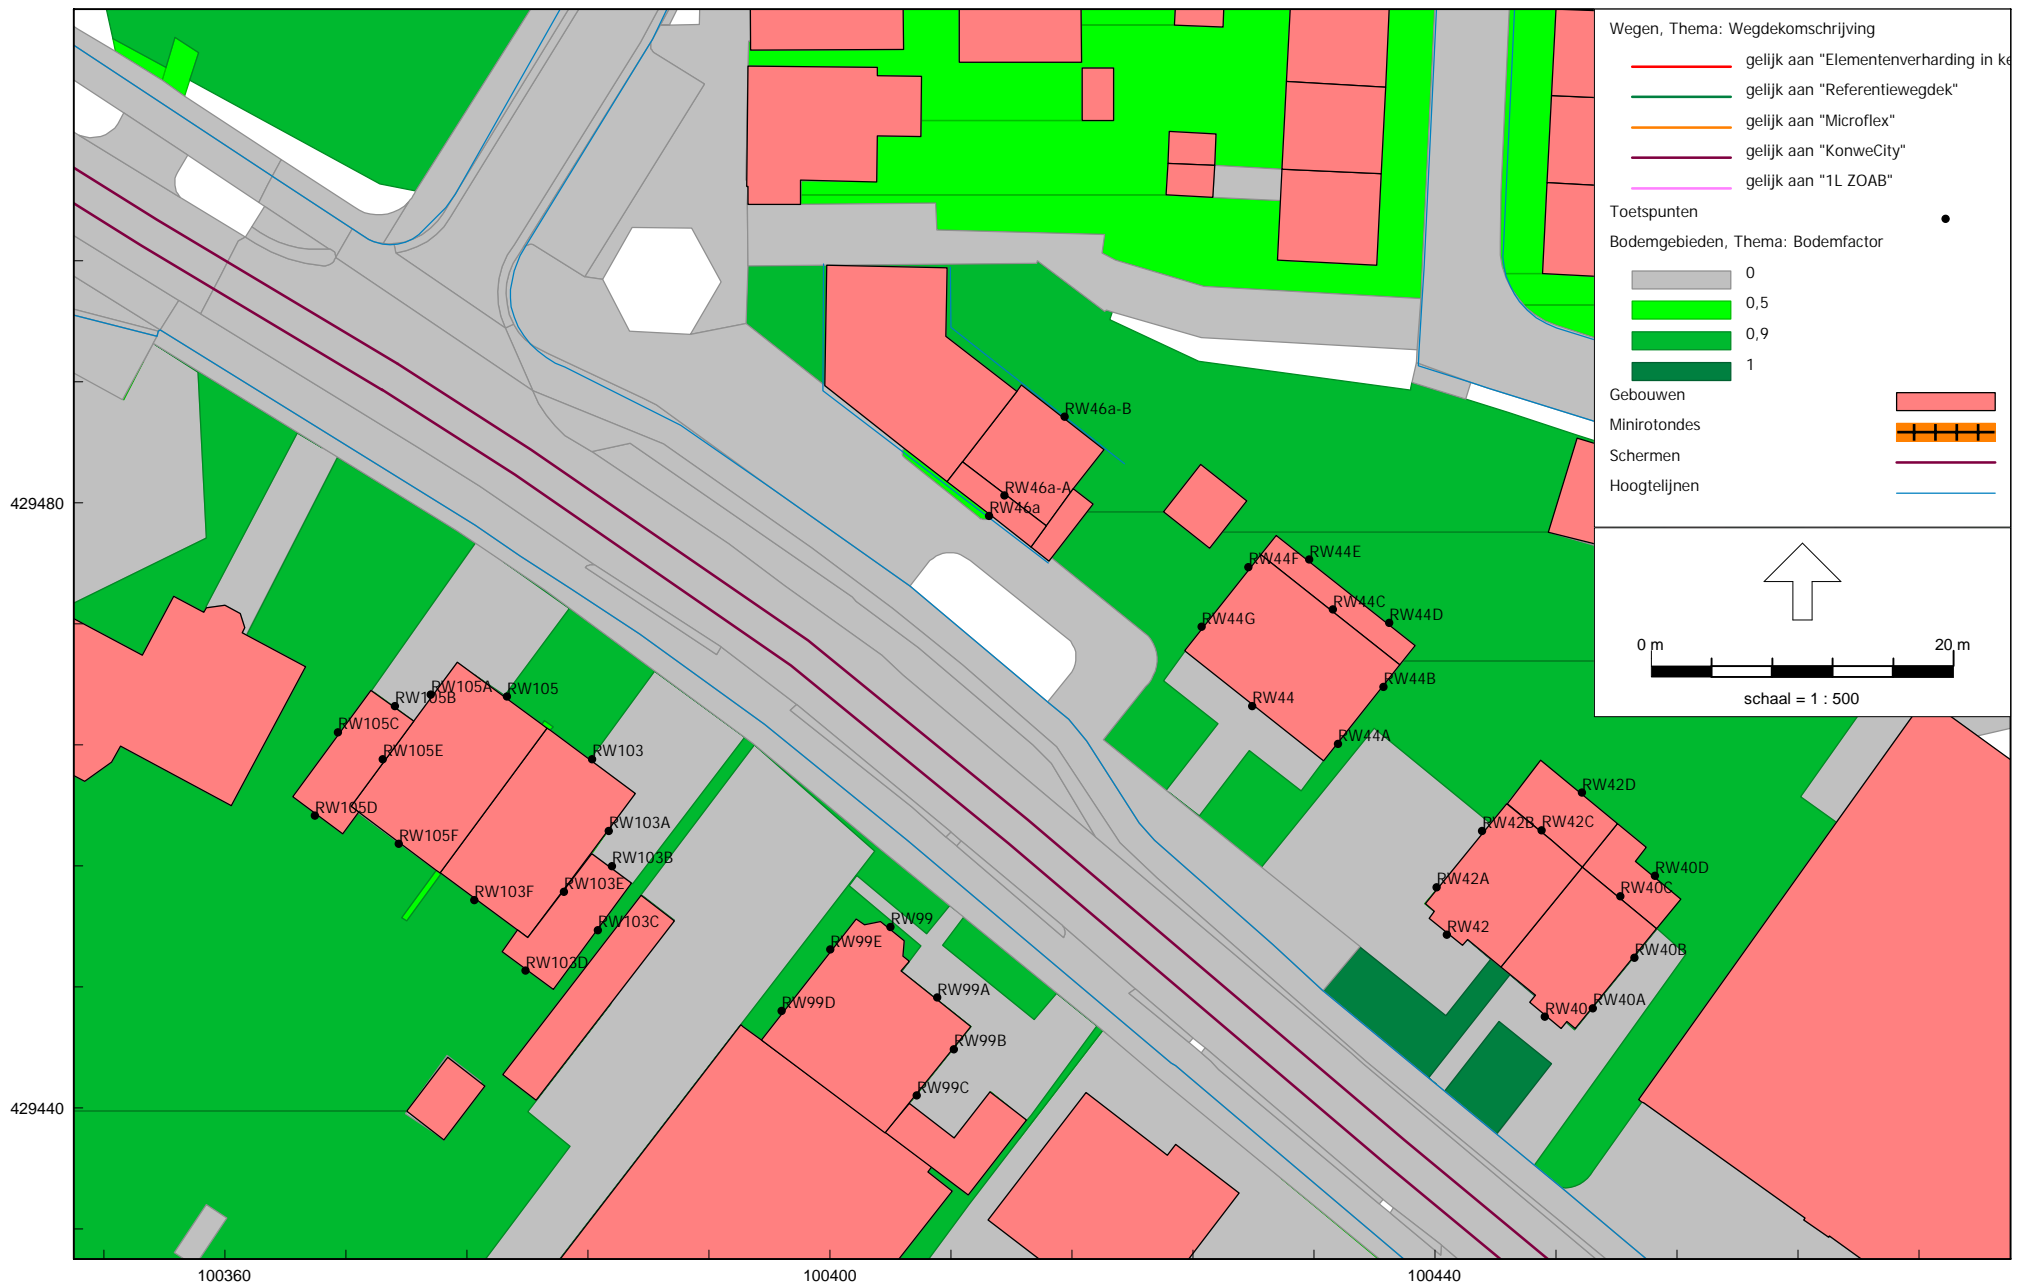 Wegen, Thema: Wegdekomschrijving
gelijk aan "Elementenverharding in ke
gelijk aan "Referentiewegdek"
gelijk aan "Microflex"
gelijk aan "KonweCity"
gelijk aan "1L ZOAB"
Toetspunten
Bodemgebieden, Thema: Bodemfactor
0
0,5
0,9
1
Gebouwen
Minirotondes
Schermen
Hoogtelijnen
0 m
20 m
schaal = 1 : 500
RW46a-B
RW46a-A
RW46a
RW44E
RW44F
RW44C
RW44D
RW44G
RW44B
RW44
RW44A
RW105A
RW105
RW105B
RW105C
RW105E
RW103
RW105D
RW105F
RW103A
RW103B
RW103E
RW103F
RW103C
RW103D
RW99
RW99E
RW99A
RW99D
RW99B
RW99C
RW42D
RW42B
RW42C
RW42A
RW40D
RW40C
RW42
RW40B
RW40
RW40A
429480
429440
100360
100400
100440